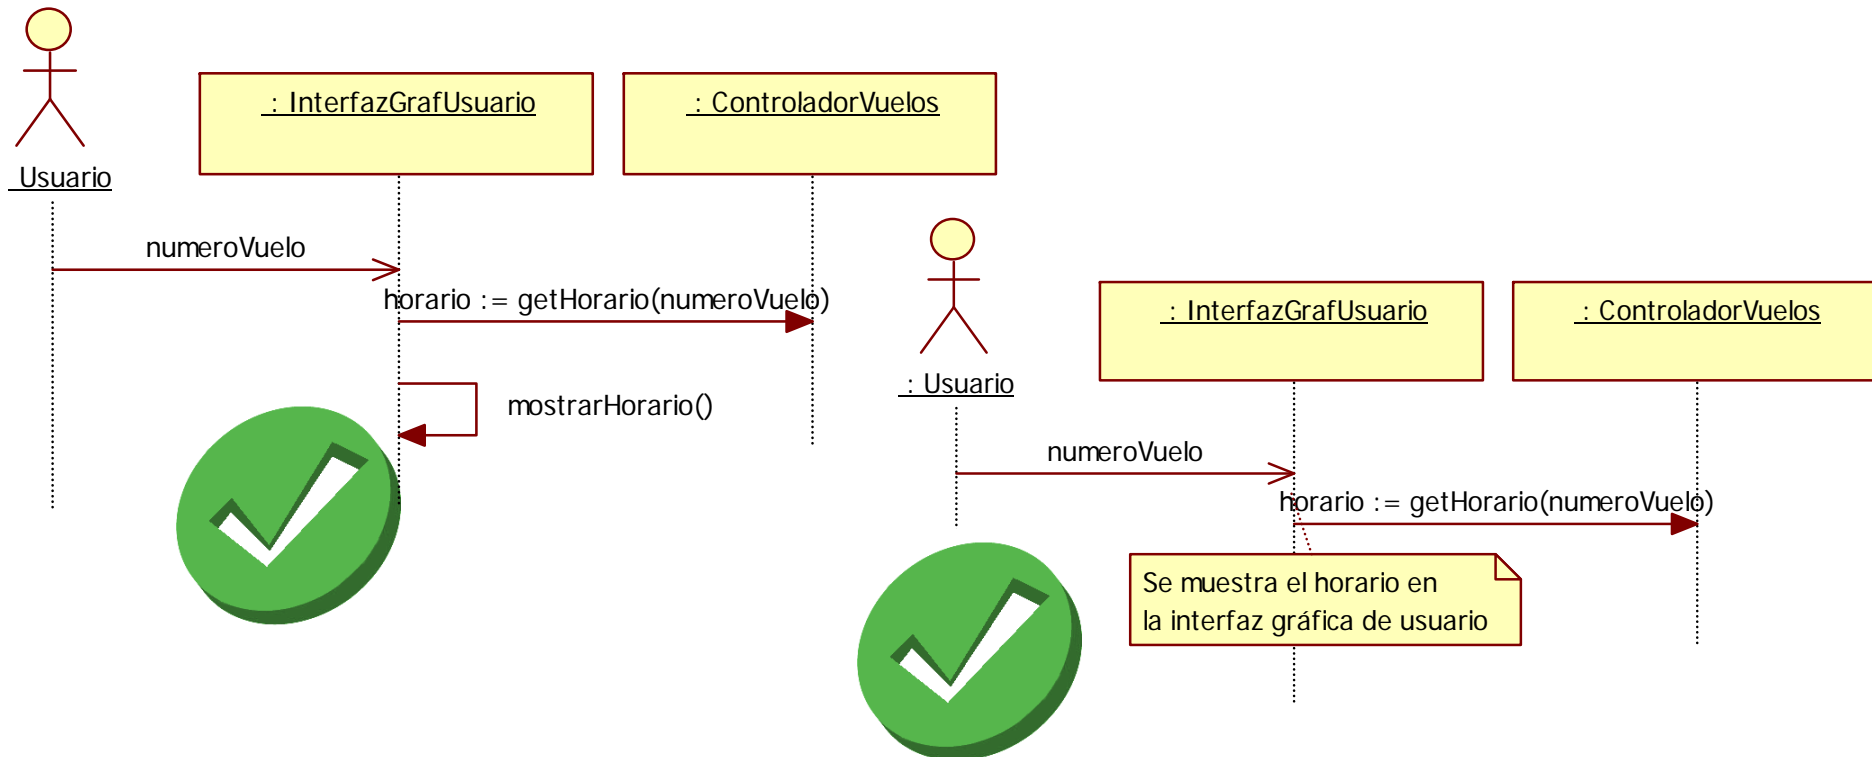 : InterfazGrafUsuario
: ControladorVuelos
Usuario
numeroVuelo
horario := getHorario(numeroVuelo)
mostrarHorario()
: InterfazGrafUsuario
: ControladorVuelos
: Usuario
numeroVuelo
horario := getHorario(numeroVuelo)
Se muestra el horario en
la interfaz gráfica de usuario